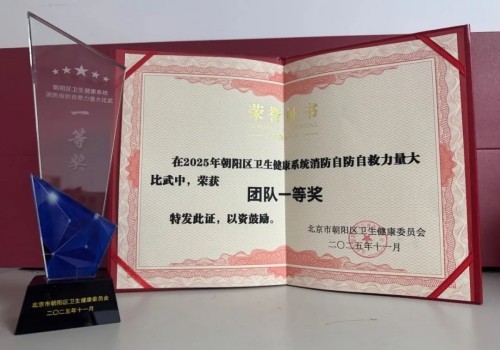 朝阳区卫生健康系统
消防自防自救力量大比武
一等奖
北京市朝阳区卫生健康委员会
二〇二五年十一月
荣誉证书
在2025年朝阳区卫生健康系统消防自防自救力量大
比武中，荣获
团队一等奖
特发此证，以资鼓励。
北京市朝阳区卫生健康委员会
二〇二五年十一月